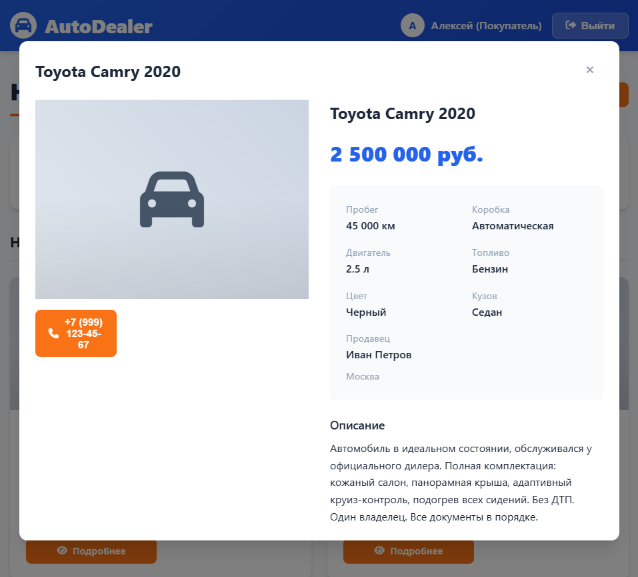 AutoDealer
А
Алексей (Покупатель)
Выйти
Toyota Camry 2020
×
Toyota Camry 2020
2 500 000 руб.
Пробег
Коробка
45 000 км
Автоматическая
Двигатель
Топливо
2.5 л
Бензин
Цвет
Кузов
Черный
Седан
Продавец
Иван Петров
Москва
+7 (999)
123-45-
67
Описание
Автомобиль в идеальном состоянии, обслуживался у
официального дилера. Полная комплектация:
кожаный салон, панорамная крыша, адаптивный
круиз-контроль, подогрев всех сидений. Без ДТП.
Один владелец. Все документы в порядке.
Подробнее
Подробнее